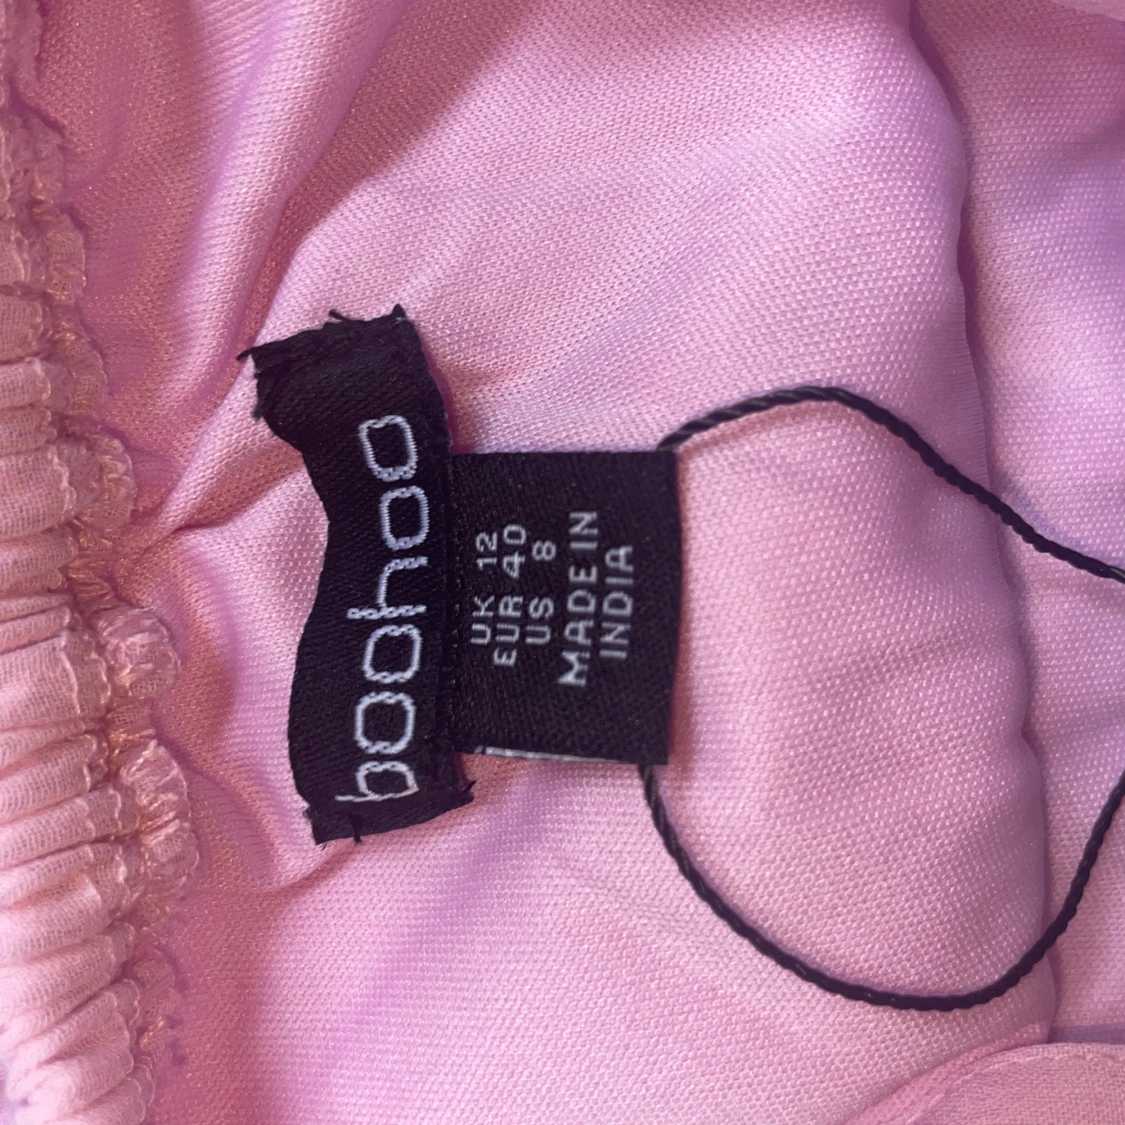 boohoo
UK 12
EUR 40
US 8
MADE IN
INDIA